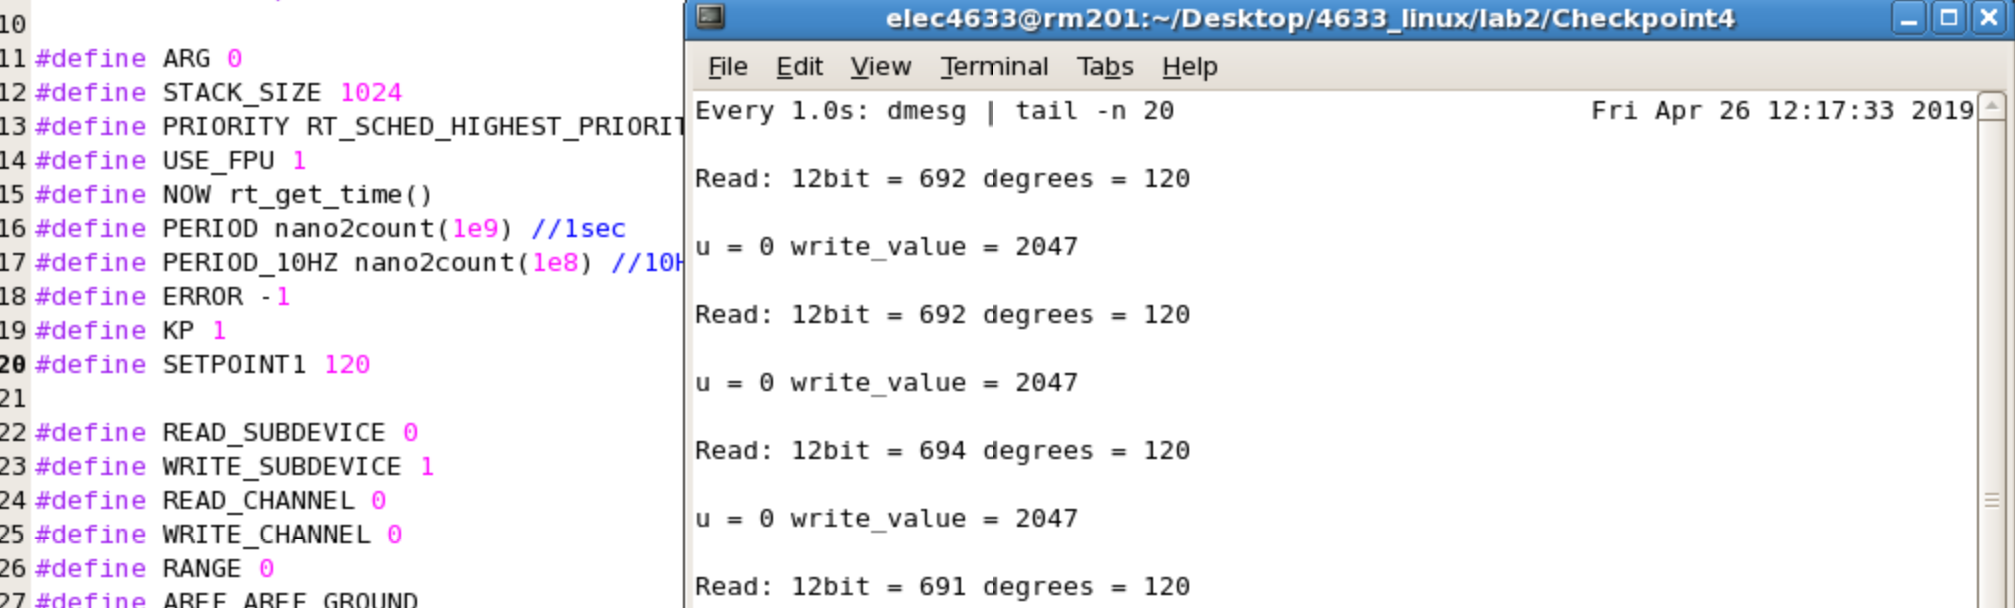 10
11 #define ARG 0
12 #define STACK_SIZE 1024
13 #define PRIORITY RT_SCHED_HIGHEST_PRIORIT
14 #define USE_FPU 1
15 #define NOW rt_get_time()
16 #define PERIOD nano2count(1e9) //1sec
17 #define PERIOD_10HZ nano2count(1e8) //10H
18 #define ERROR -1
19 #define KP 1
20 #define SETPOINT1 120
21
22 #define READ_SUBDEVICE 0
23 #define WRITE_SUBDEVICE 1
24 #define READ_CHANNEL 0
25 #define WRITE_CHANNEL 0
26 #define RANGE 0
27 #define AREF AREF_GROUND
elec4633@rm201:~/Desktop/4633_linux/lab2/Checkpoint4
File Edit View Terminal Tabs Help
Every 1.0s: dmesg | tail -n 20 Fri Apr 26 12:17:33 2019
Read: 12bit = 692 degrees = 120
u = 0 write_value = 2047
Read: 12bit = 692 degrees = 120
u = 0 write_value = 2047
Read: 12bit = 694 degrees = 120
u = 0 write_value = 2047
Read: 12bit = 691 degrees = 120